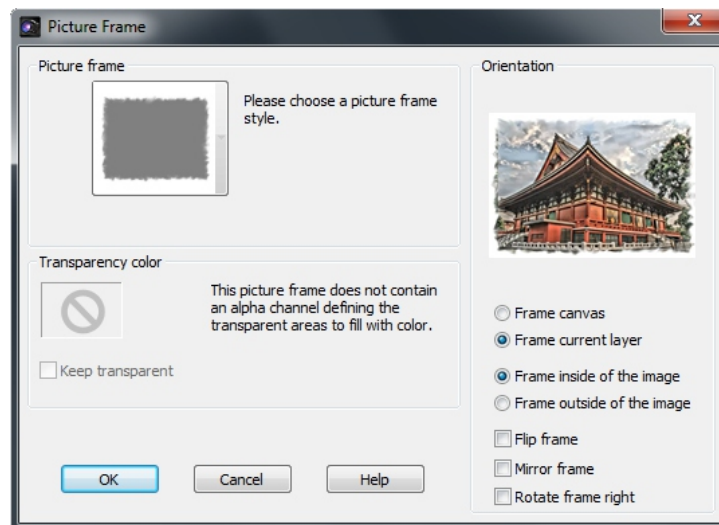 Picture Frame
Picture frame
Please choose a picture frame
style.
Transparency color
This picture frame does not contain
an alpha channel defining the
transparent areas to fill with color.
Keep transparent
OK
Cancel
Help
Orientation
Frame canvas
Frame current layer
Frame inside of the image
Frame outside of the image
Flip frame
Mirror frame
Rotate frame right